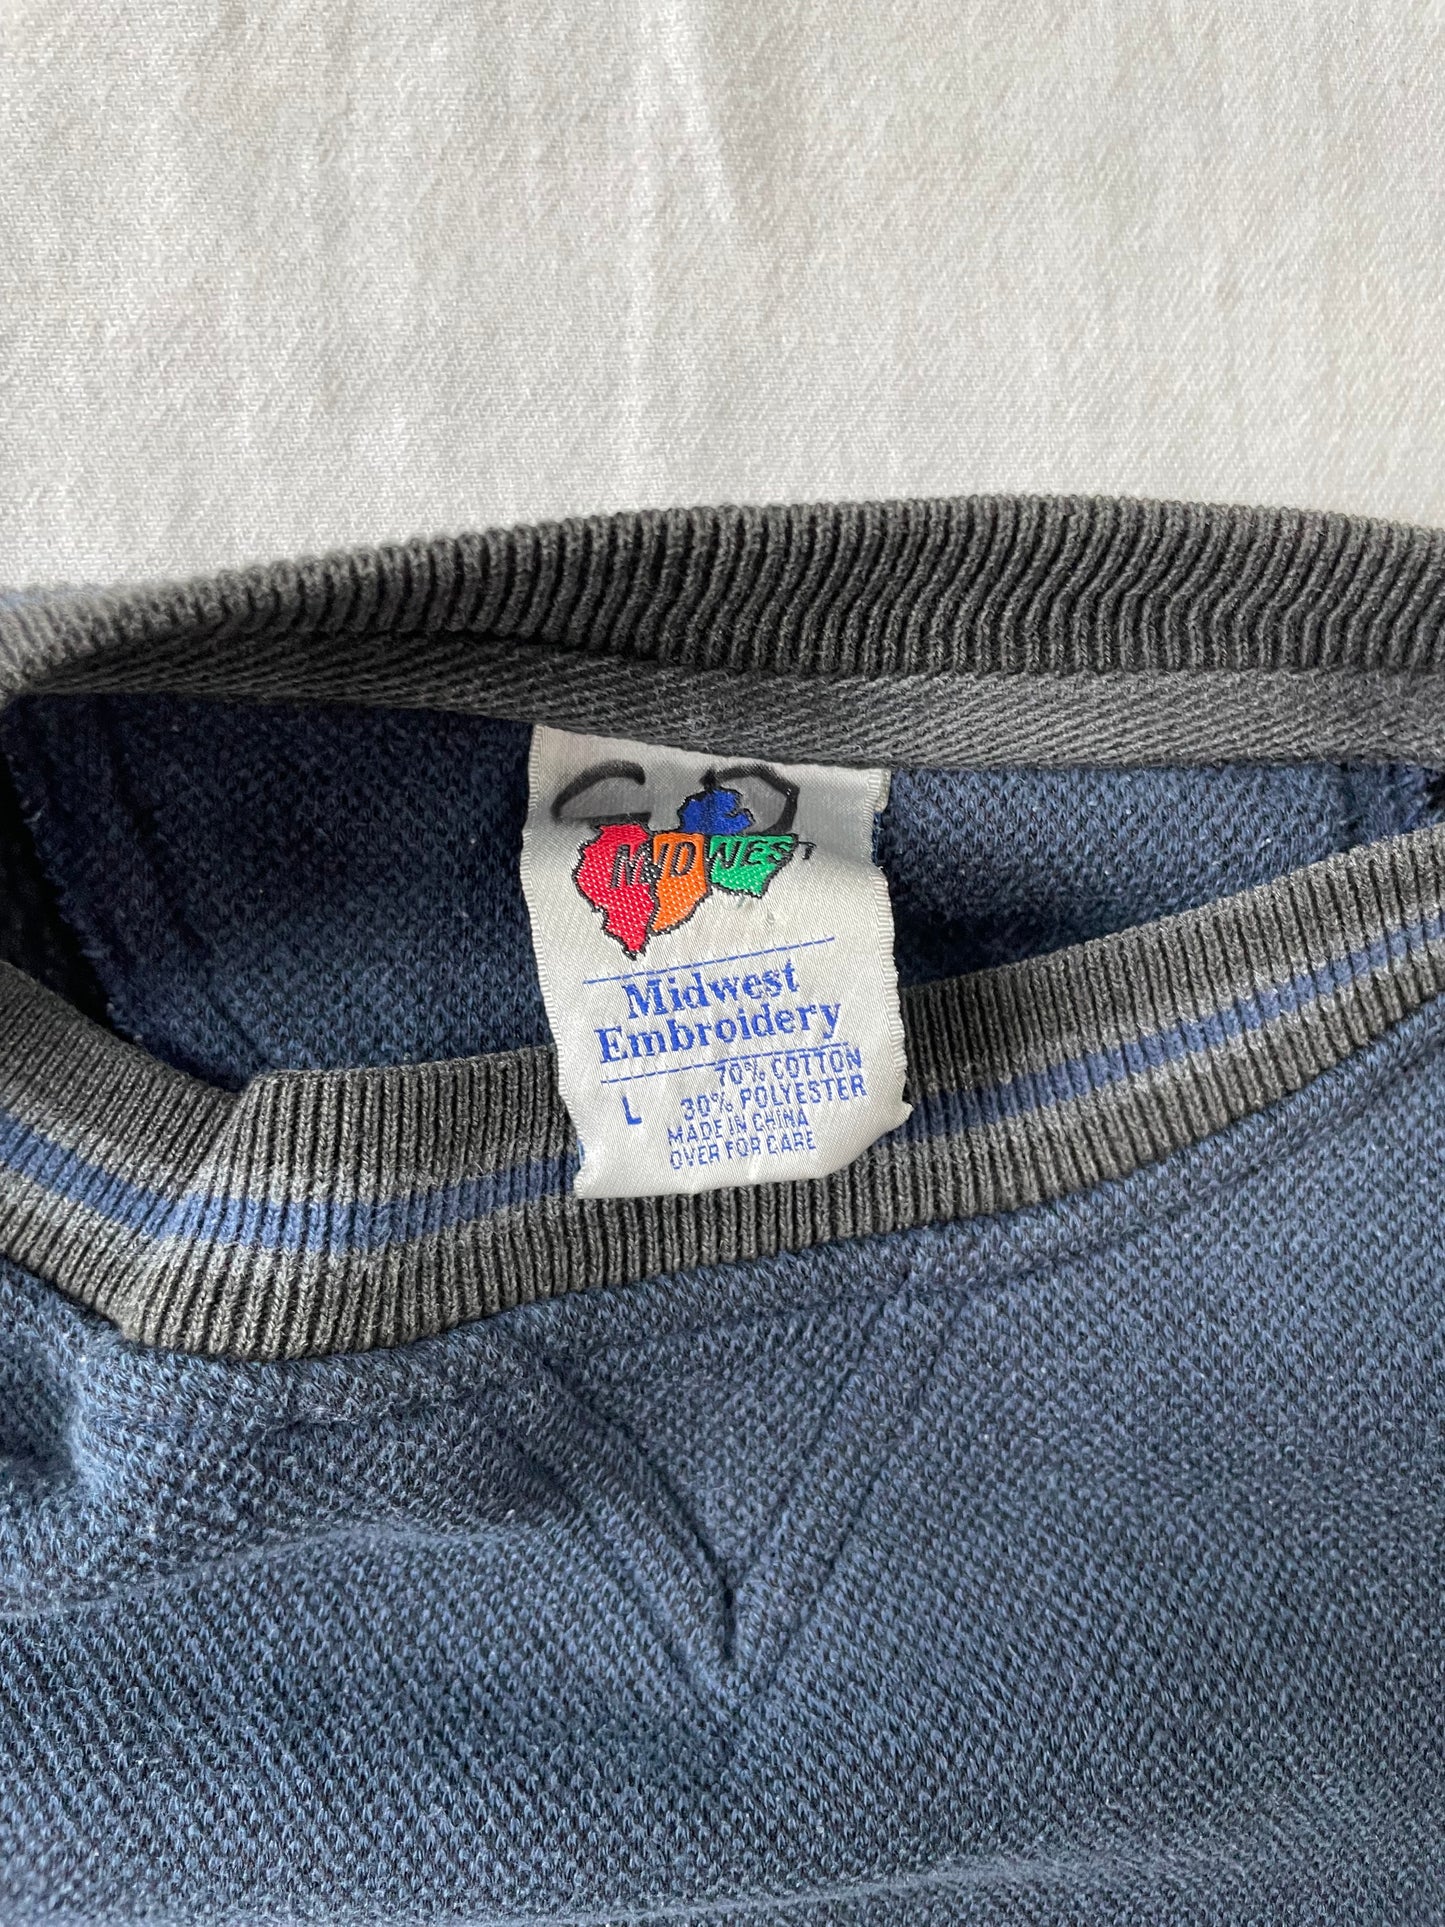 MIDWEST
Midwest
Embroidery
70% COTTON
L 30% POLYESTER
MADE IN CHINA
OVER FOR CARE